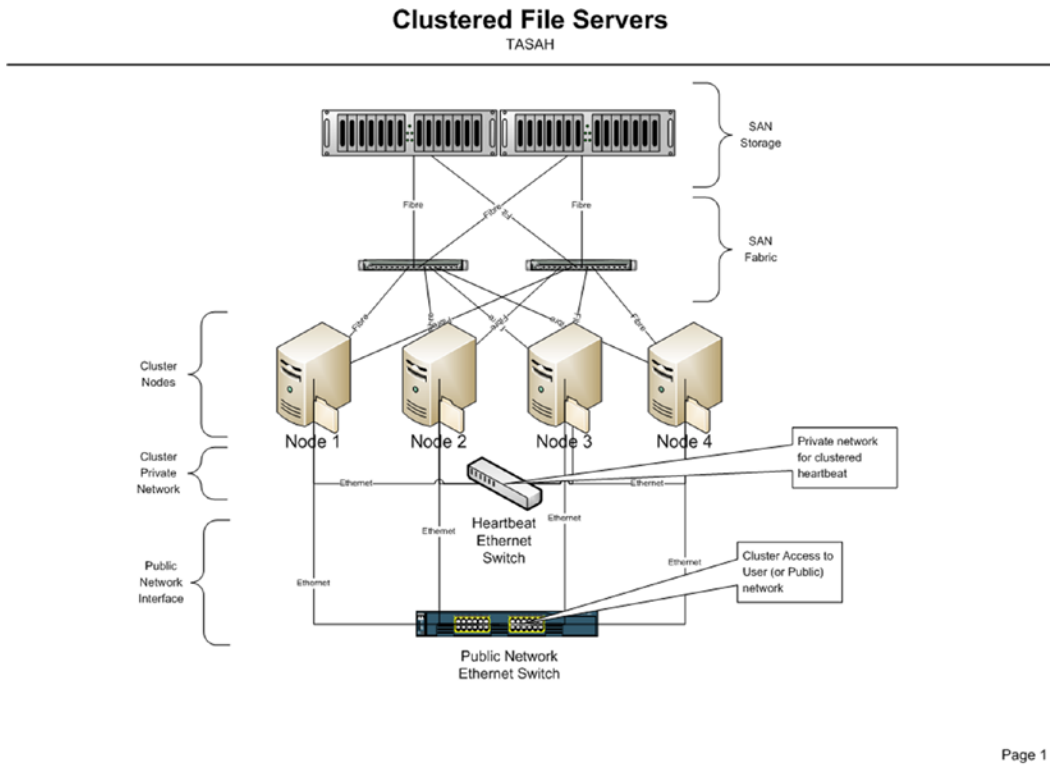 Clustered File Servers
TASAH
SAN
Storage
Fibre
Fibre
Fibre
SAN
Fabric
Fibre
Fibre
Cluster
Nodes
Node 1
Node 2
Node 3
Node 4
Cluster
Private
Network
Private network
for clustered
heartbeat
Ethernet
Ethernet
Heartbeat
Ethernet
Switch
Ethernet
Ethernet
Public
Network
Interface
Ethernet
Ethernet
Cluster Access to
User (or Public)
network
Public Network
Ethernet Switch
Page 1